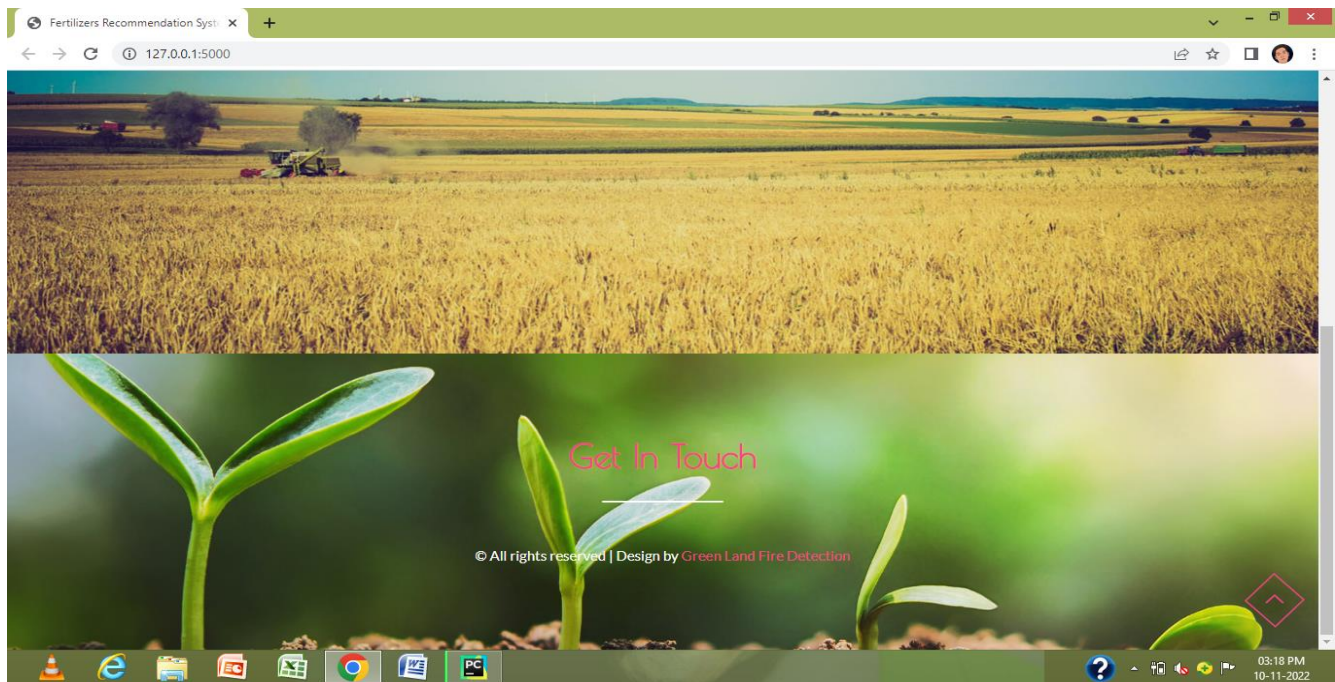 Fertilizers Recommendation Syst
127.0.0.1:5000
Get In Touch
© All rights reserved | Design by Green Land Fire Detection
PC
03:18 PM
10-11-2022